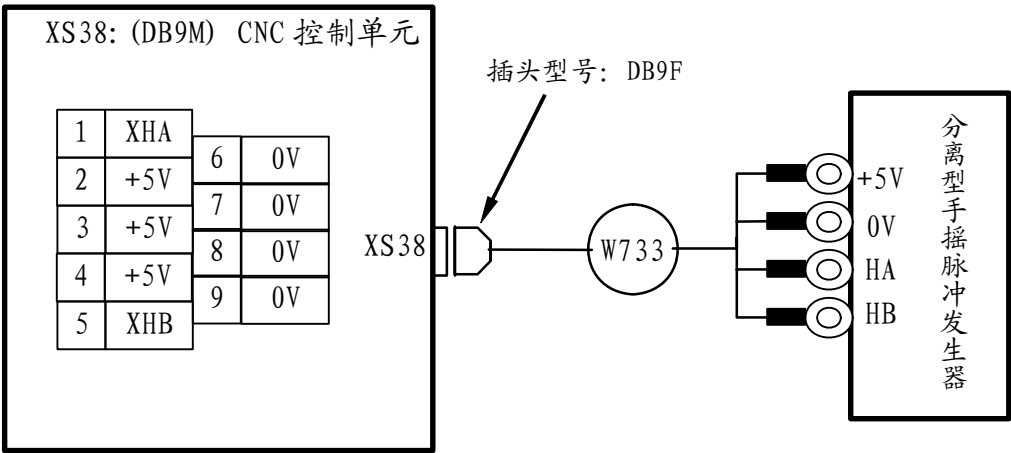 XS38: (DB9M) CNC 控制单元
插头型号: DB9F
1 XHA
6 0V
2 +5V
7 0V
3 +5V
8 0V
4 +5V
9 0V
5 XHB
XS38
W733
+5V
0V
HA
HB
分离型手摇脉冲发生器